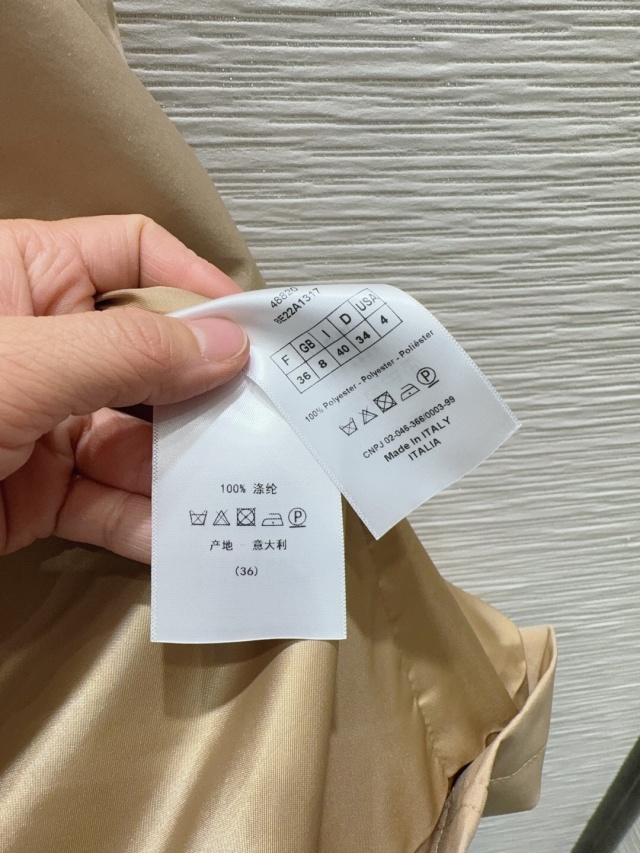 46820
8E22A1317
F GB I D USA
36 8 40 34 4
100% Polyester - Polyester - Poliéster
CNPJ 02-046-366/0003-99
Made In ITALY
ITALIA
100% 涤纶
产地 - 意大利
(36)